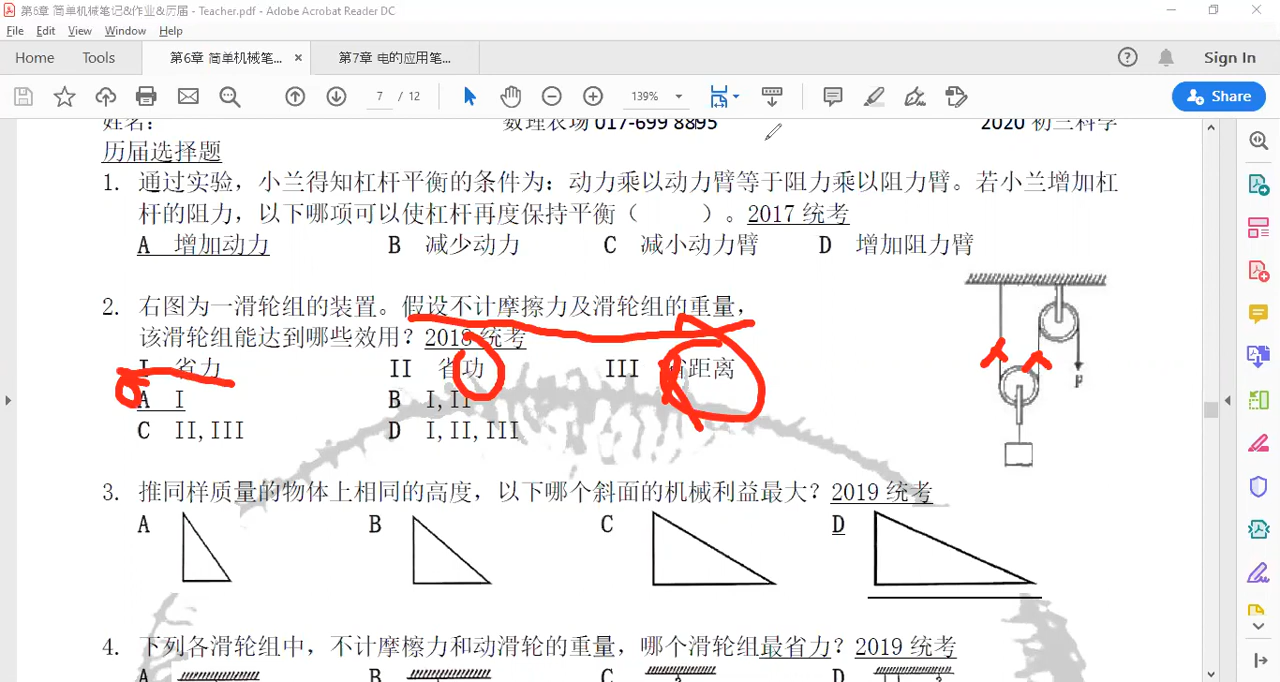 第6章 简单机械笔记&作业&历届 - Teacher.pdf - Adobe Acrobat Reader DC
File Edit View Window Help
Home Tools 第6章 简单机械笔... × 第7章 电的应用笔... Sign In
7 / 12 139% Share
姓名: 数理农场 017-699 8895 2020 初三科学
历届选择题
1. 通过实验，小兰得知杠杆平衡的条件为：动力乘以动力臂等于阻力乘以阻力臂。若小兰增加杠
杆的阻力，以下哪项可以使杠杆再度保持平衡（ ）。2017 统考
A 增加动力 B 减少动力 C 减小动力臂 D 增加阻力臂
2. 右图为一滑轮组的装置。假设不计摩擦力及滑轮组的重量，
该滑轮组能达到哪些效用？2018 统考
I 省力 II 省功 III 省距离
A I B I,II
C II,III D I,II,III
P
3. 推同样质量的物体上相同的高度，以下哪个斜面的机械利益最大？2019 统考
A B C D
4. 下列各滑轮组中，不计摩擦力和动滑轮的重量，哪个滑轮组最省力？2019 统考
A B C D